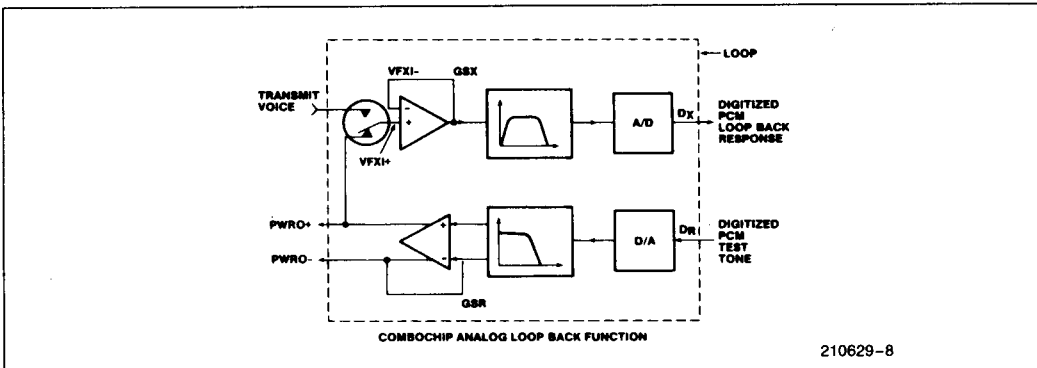 LOOP
VFXI-
GSX
TRANSMIT
VOICE
A/D
DX
DIGITIZED
PCM
LOOP BACK
RESPONSE
VFXI+
PWRO+
PWRO-
D/A
DR
DIGITIZED
PCM
TEST
TONE
GSR
+
-
-
+
COMBOCHIP ANALOG LOOP BACK FUNCTION
210629-8